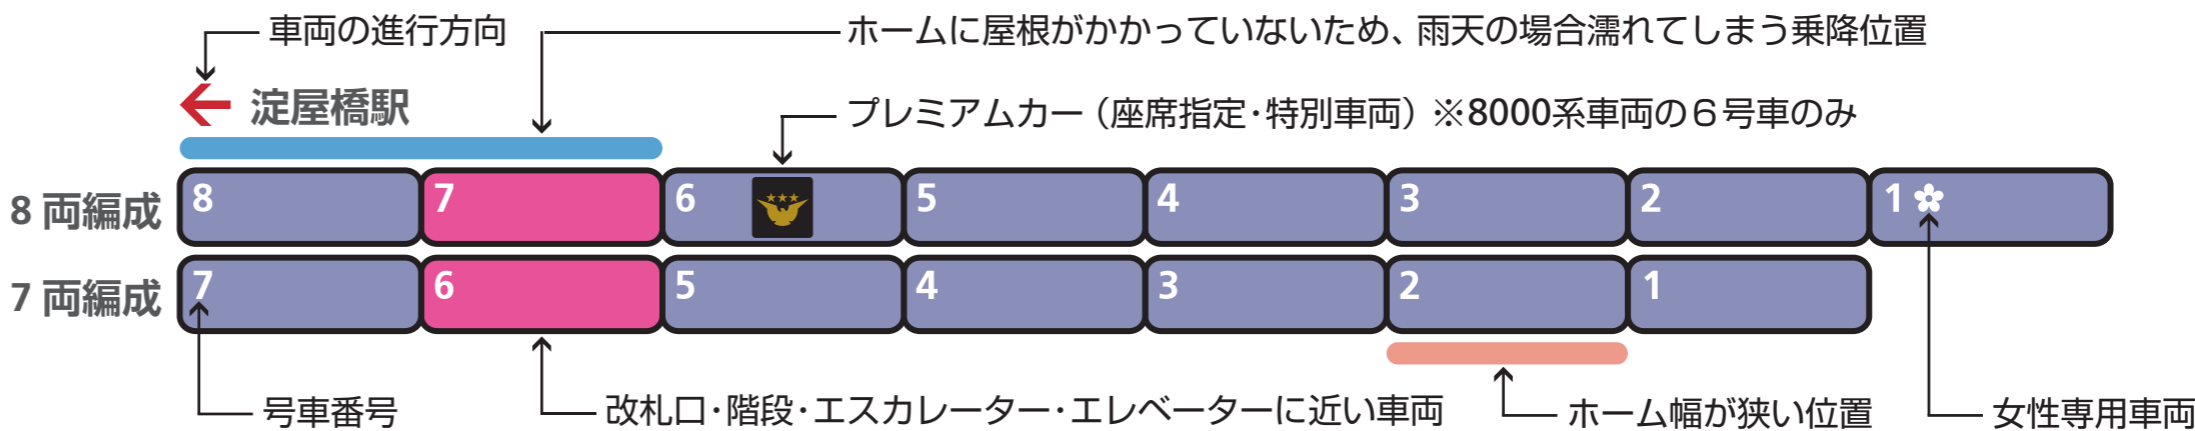 車両の進行方向
ホームに屋根がかかっていないため、雨天の場合濡れてしまう乗降位置
淀屋橋駅
プレミアムカー（座席指定・特別車両）※8000系車両の６号車のみ
8 両編成
8 7 6 5 4 3 2 1
7 両編成
7 6 5 4 3 2 1
号車番号
改札口・階段・エスカレーター・エレベーターに近い車両
ホーム幅が狭い位置
女性専用車両